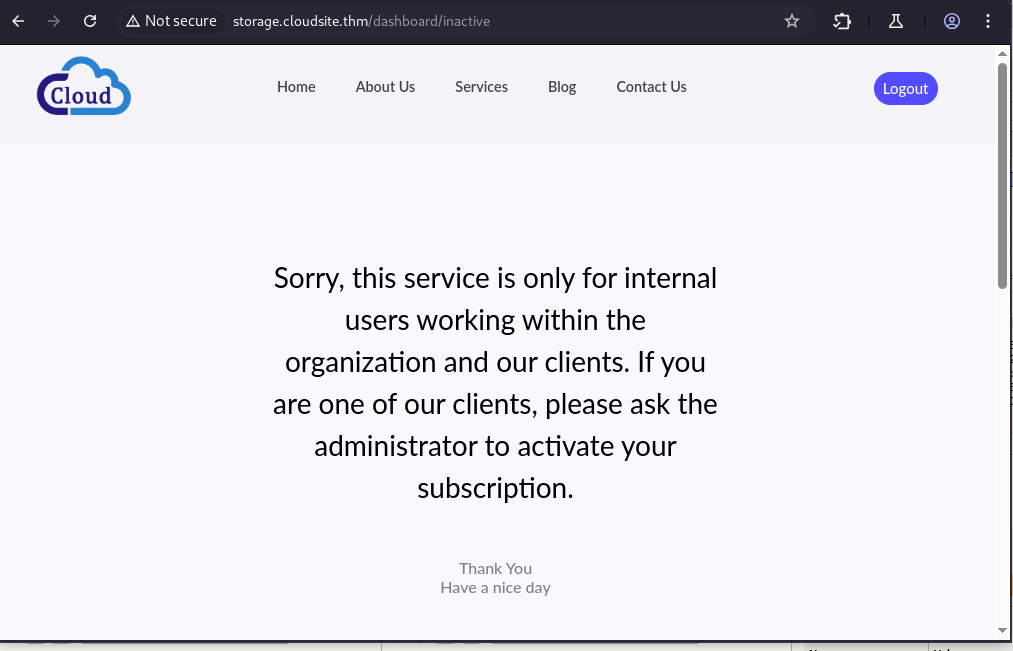 Not secure
storage.cloudsite.thm/dashboard/inactive
Cloud
Home
About Us
Services
Blog
Contact Us
Logout
Sorry, this service is only for internal
users working within the
organization and our clients. If you
are one of our clients, please ask the
administrator to activate your
subscription.
Thank You
Have a nice day